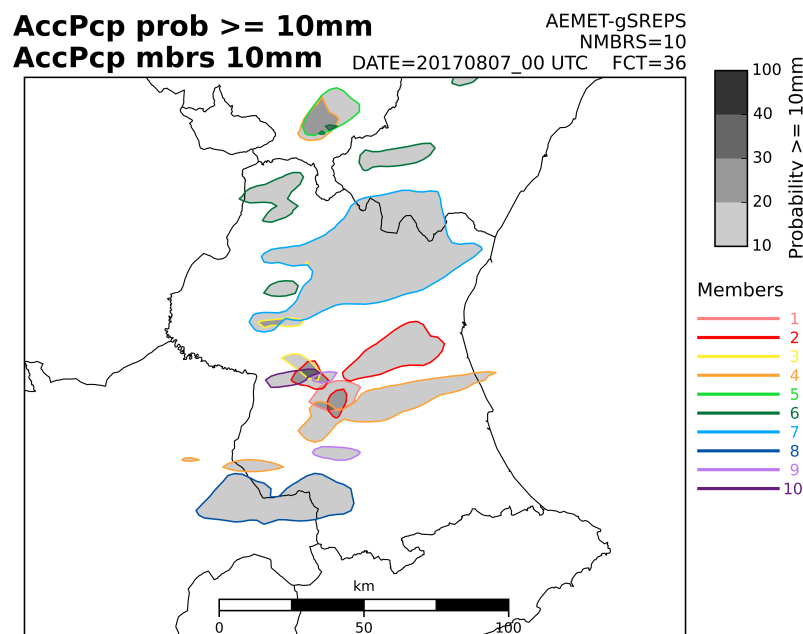 AccPcp prob >= 10mm
AccPcp mbrs 10mm
AEMET-gSREPS
NMBRS=10
DATE=20170807_00 UTC FCT=36
100
40
30
20
10
Probability >= 10mm
Members
1
2
3
4
5
6
7
8
9
10
km
0
50
100